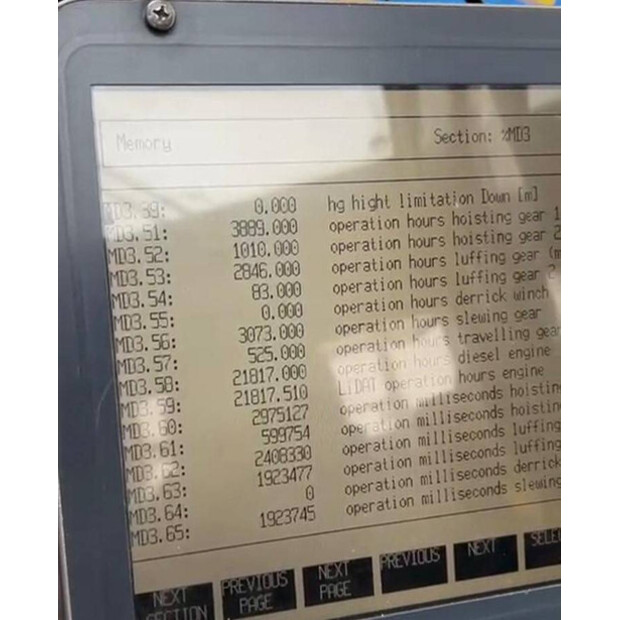 Memory Section: %MD3
MD3.39: 0.000 hg hight limitation Down [m]
MD3.51: 3889.000 operation hours hoisting gear 1
MD3.52: 1010.000 operation hours hoisting gear 2
MD3.53: 2846.000 operation hours luffing gear (m
MD3.54: 83.000 operation hours luffing gear 2
MD3.55: 0.000 operation hours derrick winch
MD3.56: 3073.000 operation hours slewing gear
MD3.57: 525.000 operation hours travelling gear
MD3.58: 21817.000 operation hours diesel engine
MD3.59: 21817.510 LiDAT operation hours engine
MD3.60: 2975127 operation milliseconds hoisting
MD3.61: 599754 operation milliseconds hoisting
MD3.62: 2408330 operation milliseconds luffing
MD3.63: 1923477 operation milliseconds luffing
MD3.64: 0 operation milliseconds derrick
MD3.65: 1923745 operation milliseconds slewing
NEXT SECTION PREVIOUS PAGE NEXT PAGE PREVIOUS NEXT SELEC